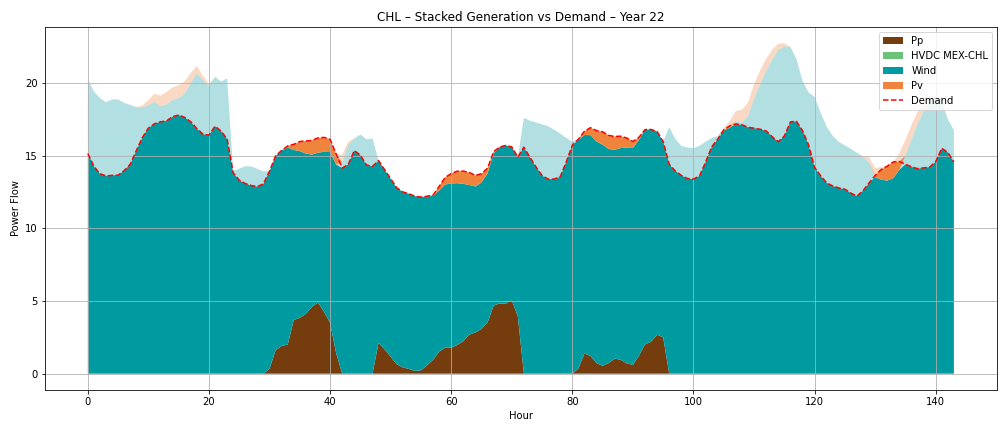 CHL – Stacked Generation vs Demand – Year 22
Pp
HVDC MEX-CHL
Wind
Pv
Demand
Power Flow
20
15
10
5
0
0 20 40 60 80 100 120 140
Hour